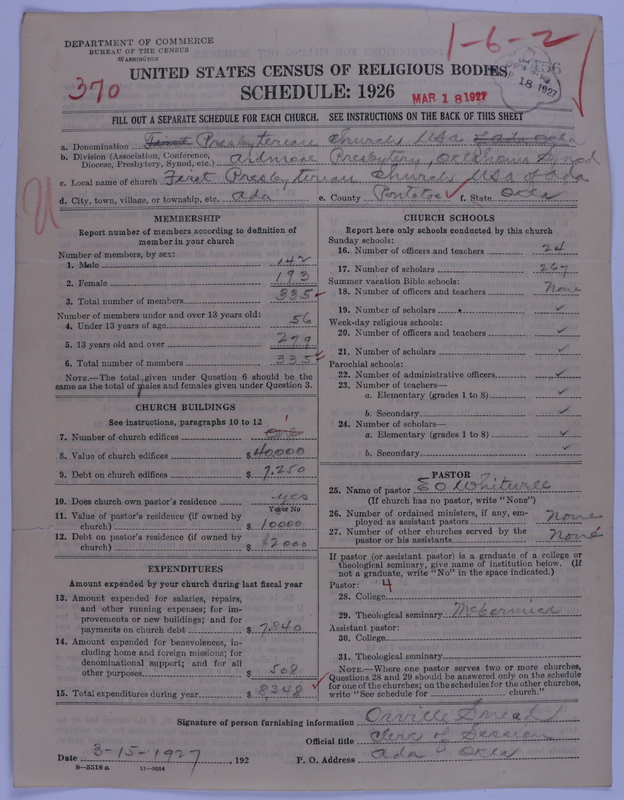 DEPARTMENT OF COMMERCE
BUREAU OF THE CENSUS
WASHINGTON
1-6-2
370
UNITED STATES CENSUS OF RELIGIOUS BODIES
SCHEDULE: 1926
MAR 18 1927
18 1927
FILL OUT A SEPARATE SCHEDULE FOR EACH CHURCH. SEE INSTRUCTIONS ON THE BACK OF THIS SHEET
a. Denomination First Presbyterian Church USA Ada Okla
b. Division (Association, Conference, Diocese, Presbytery, Synod, etc.) Ardmore Presbytery, Oklahoma Synod
c. Local name of church First Presbyterian Church USA of Ada
d. City, town, village, or township, etc. Ada e. County Pontotoc ✓ f. State Okla
MEMBERSHIP
Report number of members according to definition of member in your church
Number of members, by sex:
1. Male 142
2. Female 193
3. Total number of members 335 ✓
Number of members under and over 13 years old:
4. Under 13 years of age 56
5. 13 years old and over 279
6. Total number of members 335 ✓
NOTE.—The total given under Question 6 should be the same as the total of males and females given under Question 3.
CHURCH BUILDINGS
See instructions, paragraphs 10 to 12
7. Number of church edifices one 1
8. Value of church edifices $ 40000
9. Debt on church edifices $ 7,250
10. Does church own pastor's residence yes
Yes or No
11. Value of pastor's residence (if owned by church) $ 10000
12. Debt on pastor's residence (if owned by church) $ 2000
EXPENDITURES
Amount expended by church during last fiscal year
13. Amount expended for salaries, repairs, and other running expenses; for improvements or new buildings; and for payments on church debt $ 7,840
14. Amount expended for benevolences, including home and foreign missions; for denominational support; and for all other purposes $ 508
15. Total expenditures during year $ 8348 ✓
CHURCH SCHOOLS
Report here only schools conducted by this church
Sunday schools:
16. Number of officers and teachers 24
17. Number of scholars 267
Summer vacation Bible schools:
18. Number of officers and teachers None
19. Number of scholars ✓
Week-day religious schools:
20. Number of officers and teachers ✓
21. Number of scholars ✓
Parochial schools:
22. Number of administrative officers ✓
23. Number of teachers—
a. Elementary (grades 1 to 8) ✓
b. Secondary ✓
24. Number of scholars—
a. Elementary (grades 1 to 8) ✓
b. Secondary ✓
PASTOR
25. Name of pastor E O Whitwell
(If church has no pastor, write "None")
26. Number of ordained ministers, if any, employed as assistant pastors None
27. Number of other churches served by the pastor or his assistants None
If pastor (or assistant pastor) is a graduate of a college or theological seminary, give name of institution below. (If not a graduate, write "No" in the space indicated.)
Pastor: 4
28. College
29. Theological seminary McCormick
Assistant pastor:
30. College
31. Theological seminary
NOTE.—Where one pastor serves two or more churches, Questions 28 and 29 should be answered only on the schedule for one of the churches; on the schedules for the other churches, write "See schedule for church."
Signature of person furnishing information Orville Snead
Official title Clerk of Session
Date 3-15-1927, 192 P. O. Address Ada Okla
8—5518 a 11—9554